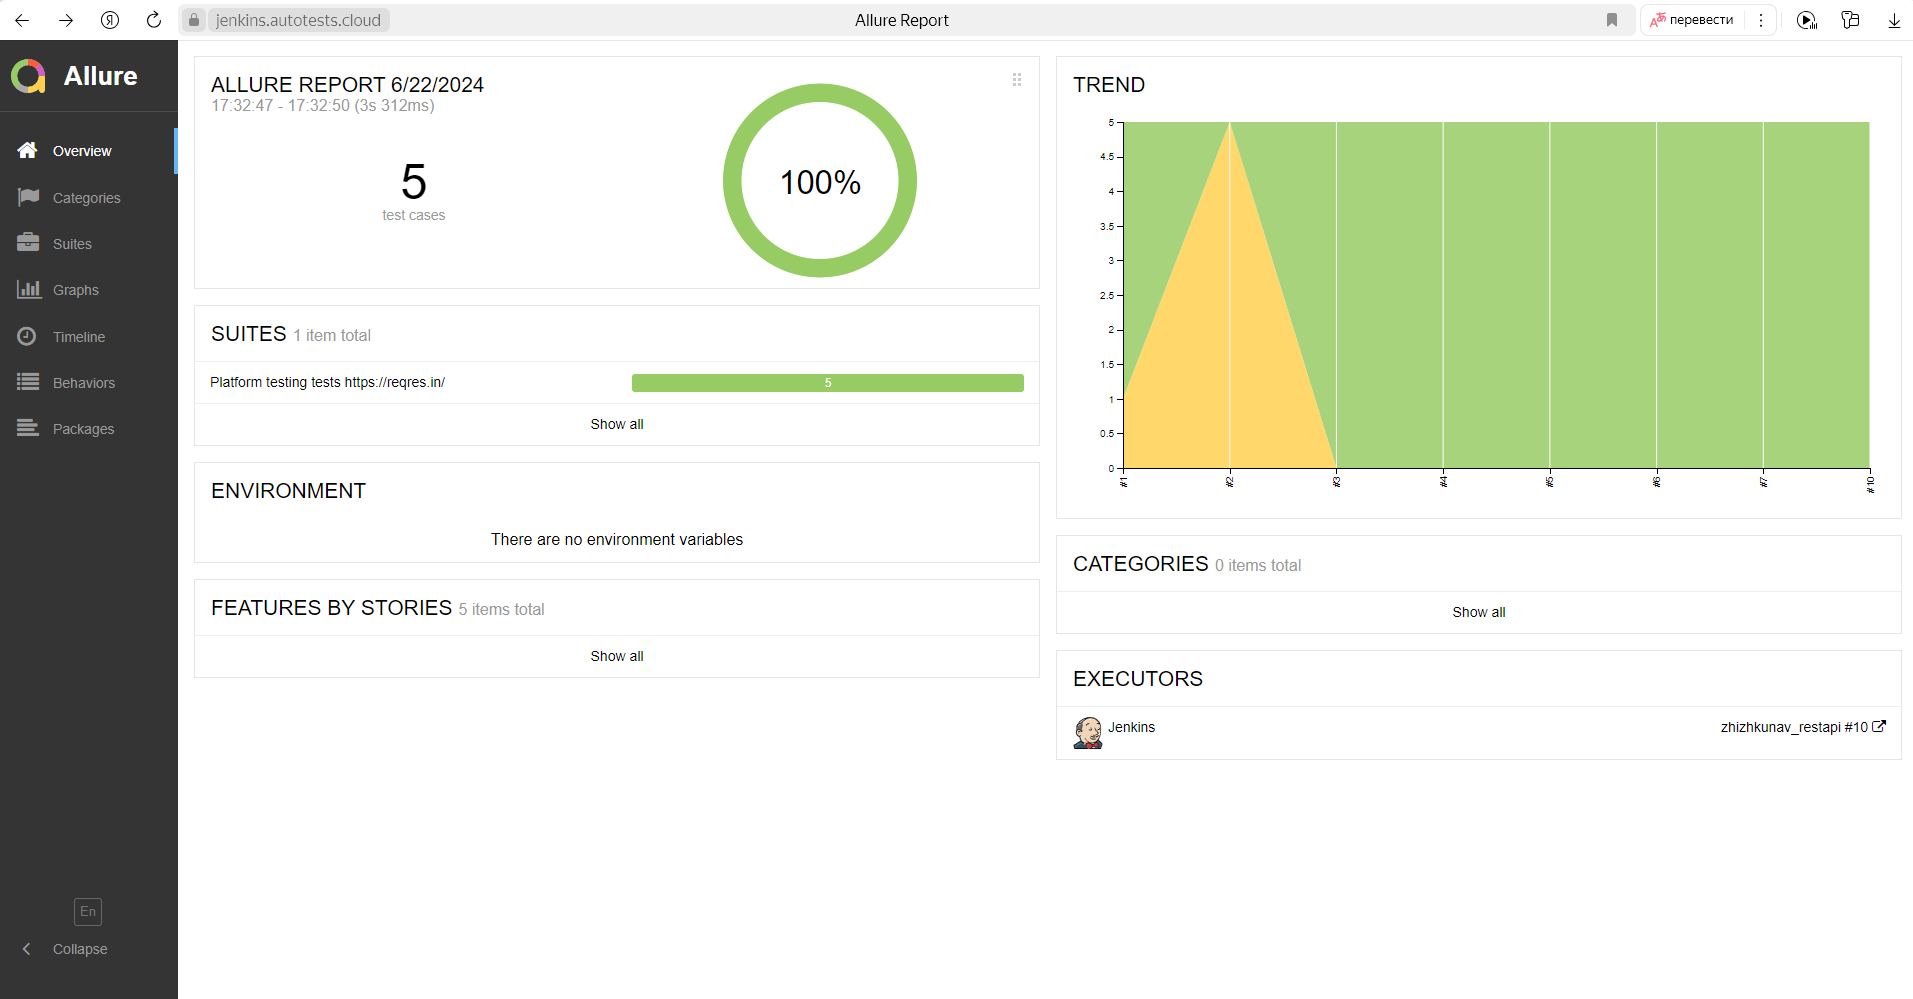 jenkins.autotests.cloud
Allure Report
перевести
Allure
Overview
Categories
Suites
Graphs
Timeline
Behaviors
Packages
En
Collapse
ALLURE REPORT 6/22/2024
17:32:47 - 17:32:50 (3s 312ms)
5
test cases
100%
SUITES 1 item total
Platform testing tests https://reqres.in/ 5
Show all
ENVIRONMENT
There are no environment variables
FEATURES BY STORIES 5 items total
Show all
TREND
5
4.5
4
3.5
3
2.5
2
1.5
1
0.5
0
#1 #2 #3 #4 #5 #6 #7 #10
CATEGORIES 0 items total
Show all
EXECUTORS
Jenkins zhizhkunav_restapi #10